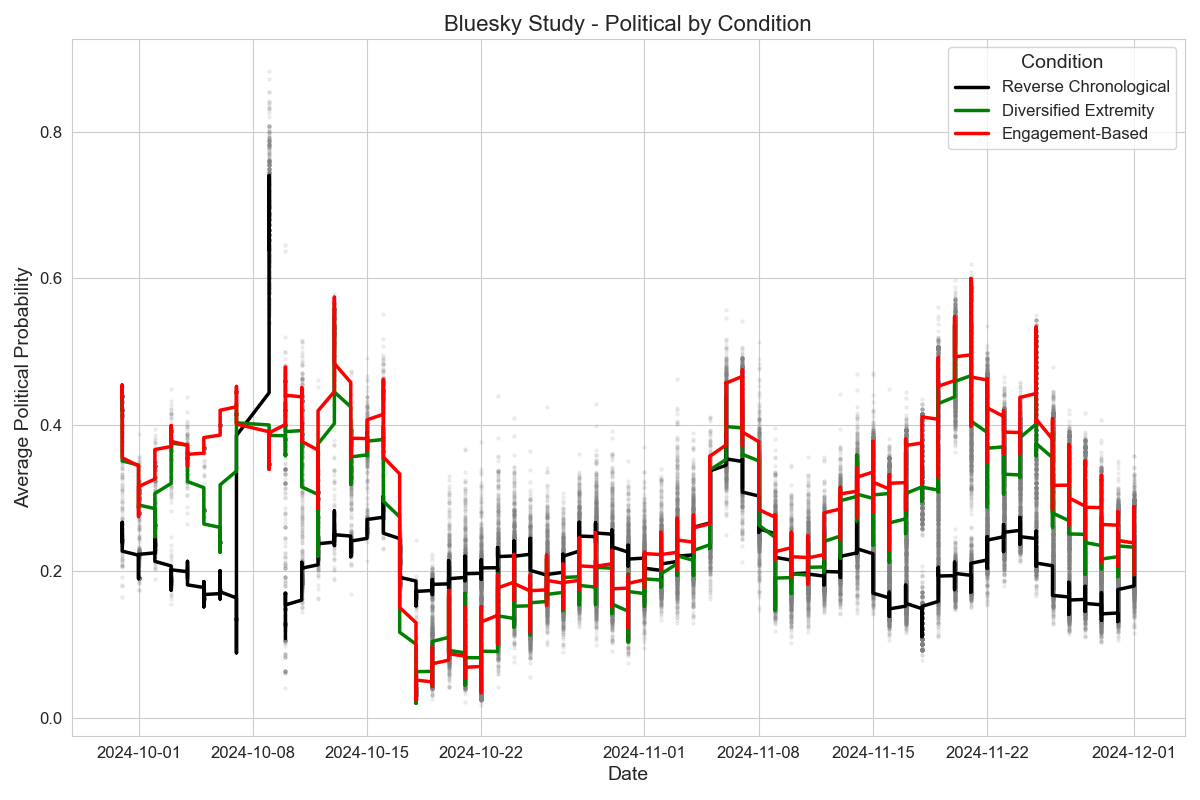 Bluesky Study - Political by Condition
Condition
Reverse Chronological
Diversified Extremity
Engagement-Based
Average Political Probability
0.8
0.6
0.4
0.2
0.0
2024-10-01
2024-10-08
2024-10-15
2024-10-22
2024-11-01
2024-11-08
2024-11-15
2024-11-22
2024-12-01
Date